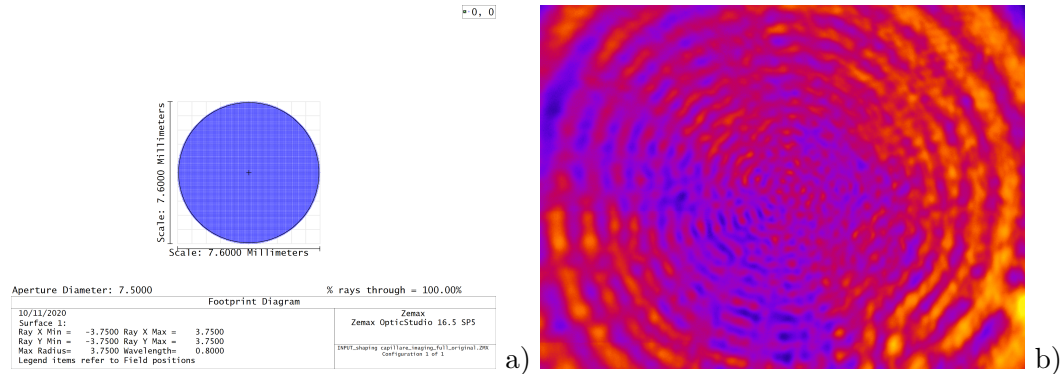 0, 0
Scale: 7.6000 Millimeters
Scale: 7.6000 Millimeters
Aperture Diameter: 7.5000 % rays through = 100.00%
Footprint Diagram
10/11/2020
Surface 1:
Ray X Min = -3.7500 Ray X Max = 3.7500
Ray Y Min = -3.7500 Ray Y Max = 3.7500
Max Radius= 3.7500 Wavelength= 0.8000
Legend items refer to Field positions
Zemax
Zemax OpticStudio 16.5 SP5
INPUT_shaping capillare_imaging_full_original.ZMX
Configuration 1 of 1
a)
b)